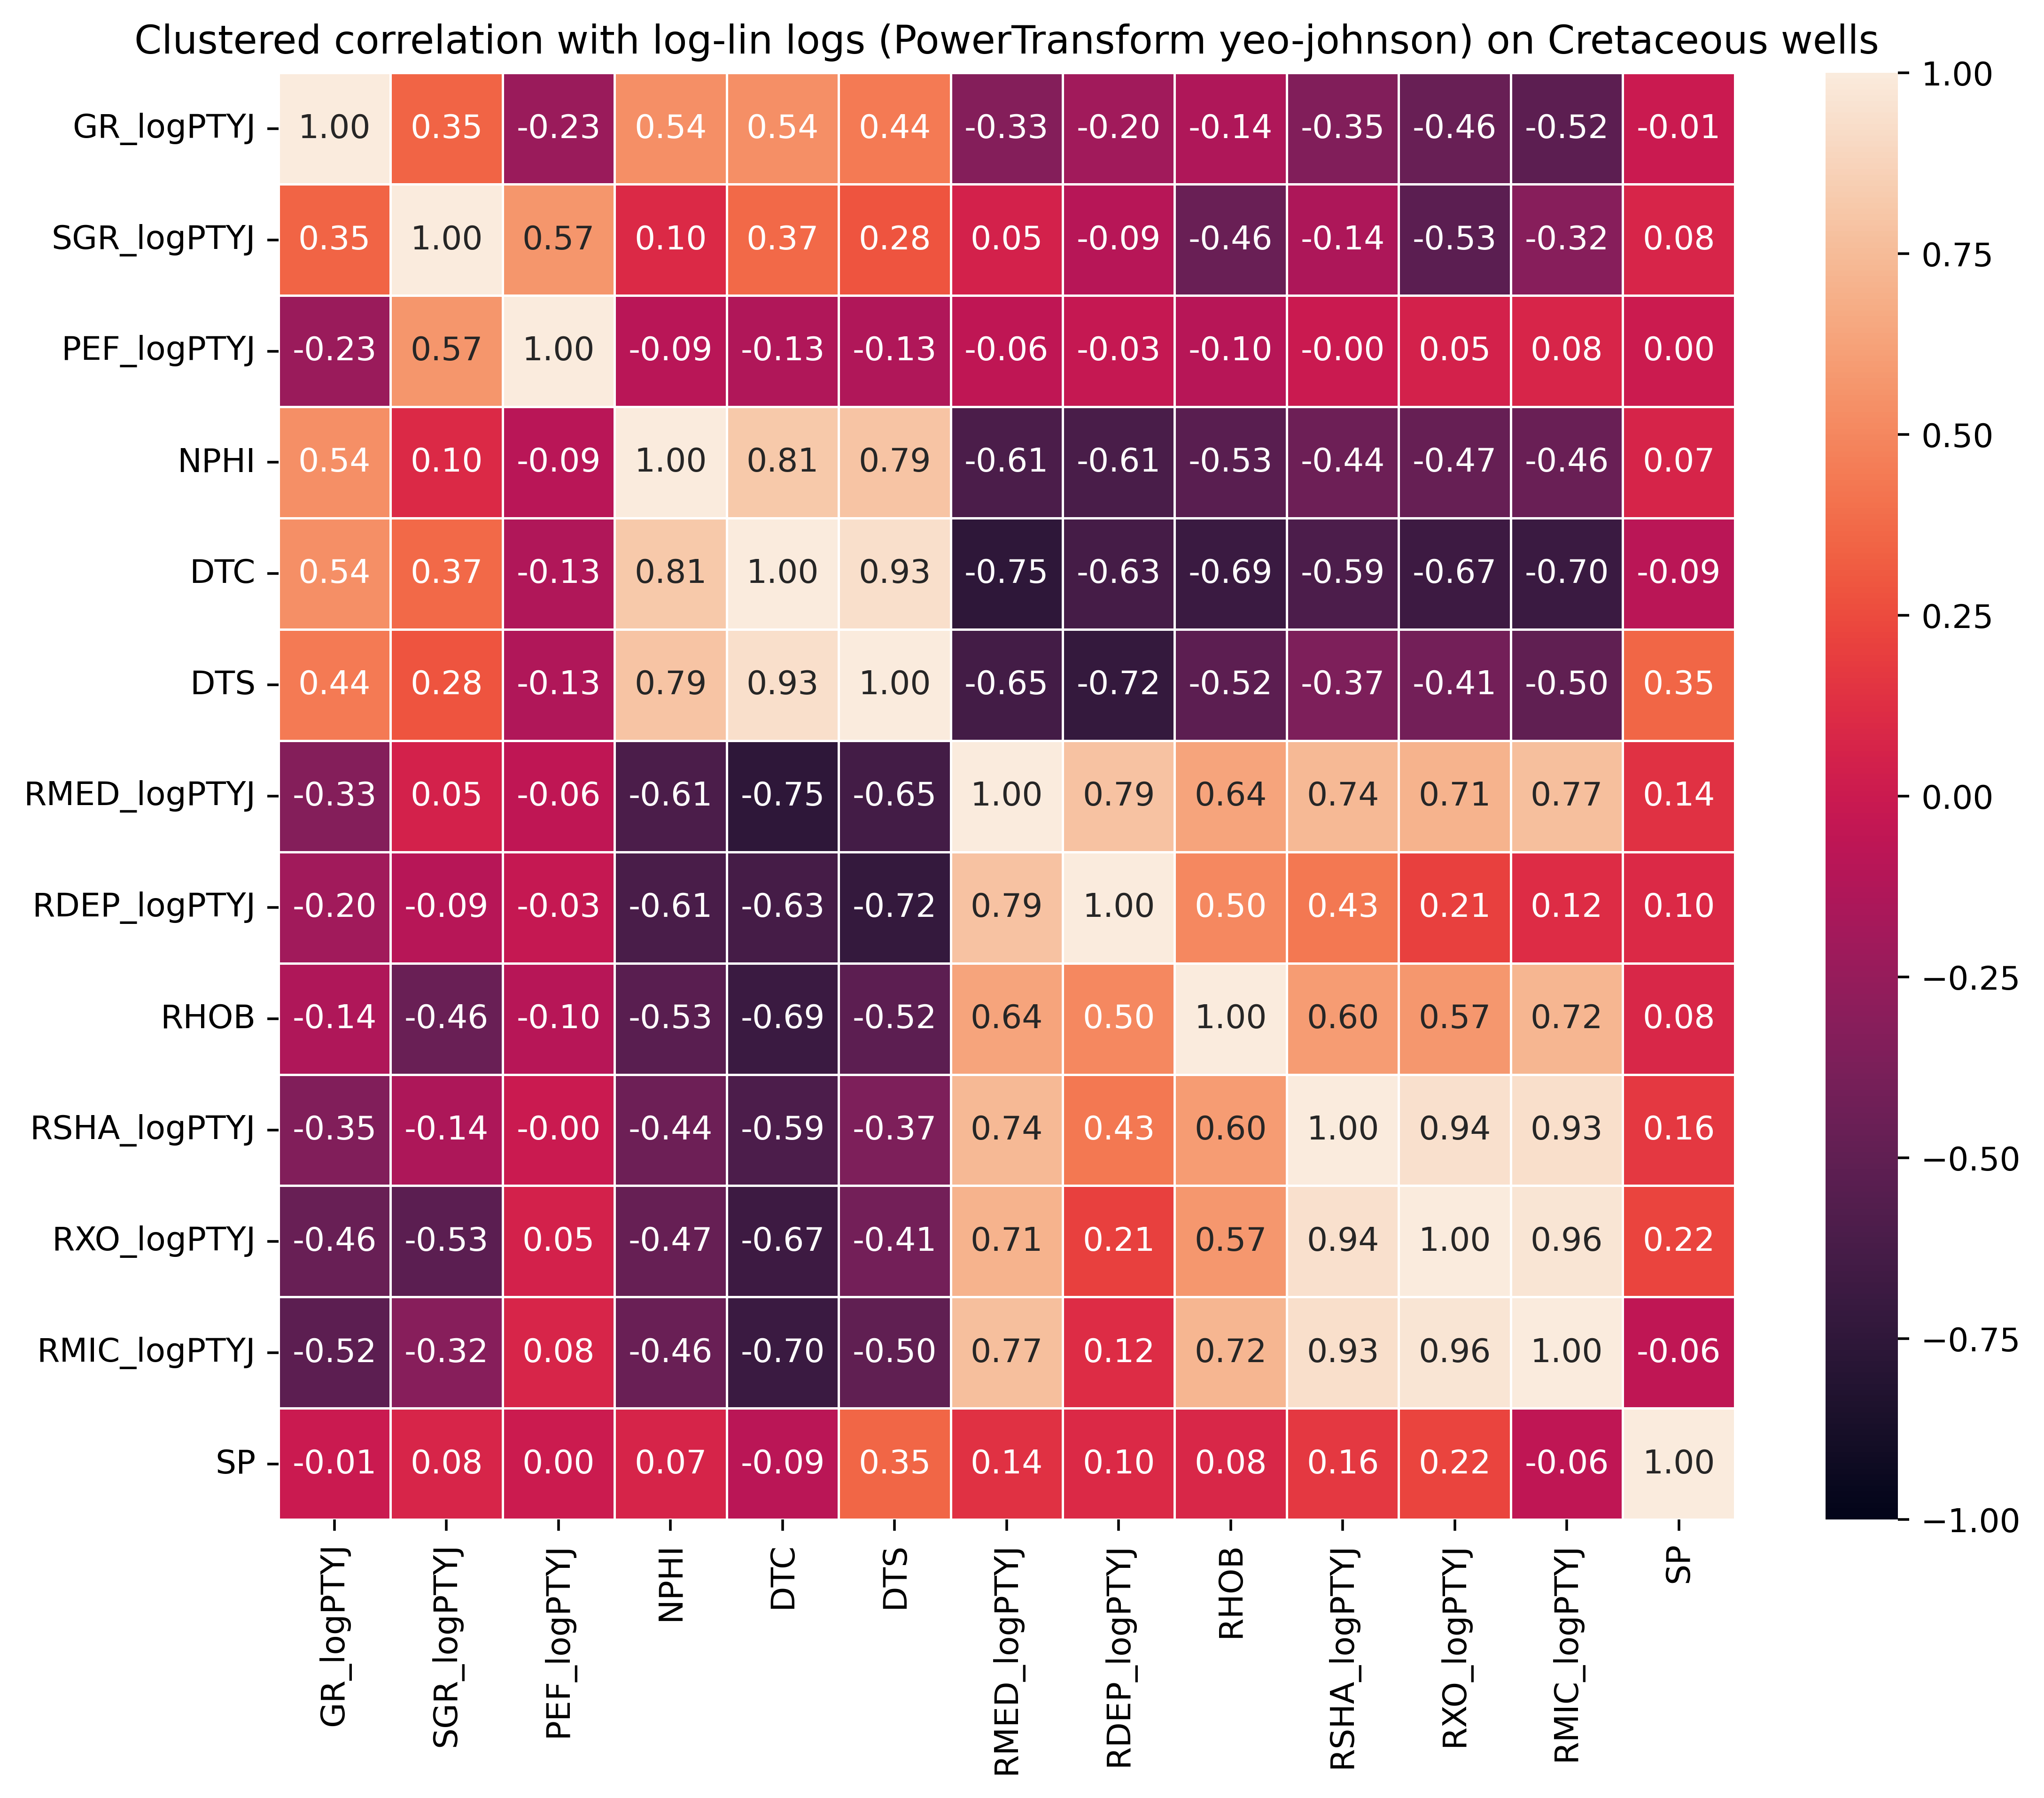 Clustered correlation with log-lin logs (PowerTransform yeo-johnson) on Cretaceous wells
GR_logPTYJ 1.00 0.35 -0.23 0.54 0.54 0.44 -0.33 -0.20 -0.14 -0.35 -0.46 -0.52 -0.01
SGR_logPTYJ 0.35 1.00 0.57 0.10 0.37 0.28 0.05 -0.09 -0.46 -0.14 -0.53 -0.32 0.08
PEF_logPTYJ -0.23 0.57 1.00 -0.09 -0.13 -0.13 -0.06 -0.03 -0.10 -0.00 0.05 0.08 0.00
NPHI 0.54 0.10 -0.09 1.00 0.81 0.79 -0.61 -0.61 -0.53 -0.44 -0.47 -0.46 0.07
DTC 0.54 0.37 -0.13 0.81 1.00 0.93 -0.75 -0.63 -0.69 -0.59 -0.67 -0.70 -0.09
DTS 0.44 0.28 -0.13 0.79 0.93 1.00 -0.65 -0.72 -0.52 -0.37 -0.41 -0.50 0.35
RMED_logPTYJ -0.33 0.05 -0.06 -0.61 -0.75 -0.65 1.00 0.79 0.64 0.74 0.71 0.77 0.14
RDEP_logPTYJ -0.20 -0.09 -0.03 -0.61 -0.63 -0.72 0.79 1.00 0.50 0.43 0.21 0.12 0.10
RHOB -0.14 -0.46 -0.10 -0.53 -0.69 -0.52 0.64 0.50 1.00 0.60 0.57 0.72 0.08
RSHA_logPTYJ -0.35 -0.14 -0.00 -0.44 -0.59 -0.37 0.74 0.43 0.60 1.00 0.94 0.93 0.16
RXO_logPTYJ -0.46 -0.53 0.05 -0.47 -0.67 -0.41 0.71 0.21 0.57 0.94 1.00 0.96 0.22
RMIC_logPTYJ -0.52 -0.32 0.08 -0.46 -0.70 -0.50 0.77 0.12 0.72 0.93 0.96 1.00 -0.06
SP -0.01 0.08 0.00 0.07 -0.09 0.35 0.14 0.10 0.08 0.16 0.22 -0.06 1.00
GR_logPTYJ
SGR_logPTYJ
PEF_logPTYJ
NPHI
DTC
DTS
RMED_logPTYJ
RDEP_logPTYJ
RHOB
RSHA_logPTYJ
RXO_logPTYJ
RMIC_logPTYJ
SP
1.00
0.75
0.50
0.25
0.00
−0.25
−0.50
−0.75
−1.00